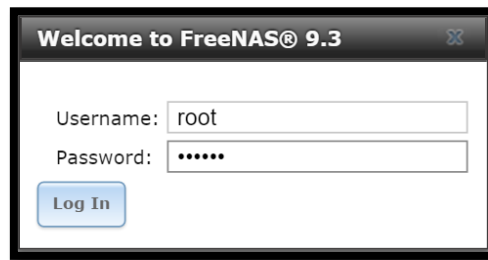 Welcome to FreeNAS® 9.3
Username: root
Password: ••••••
Log In